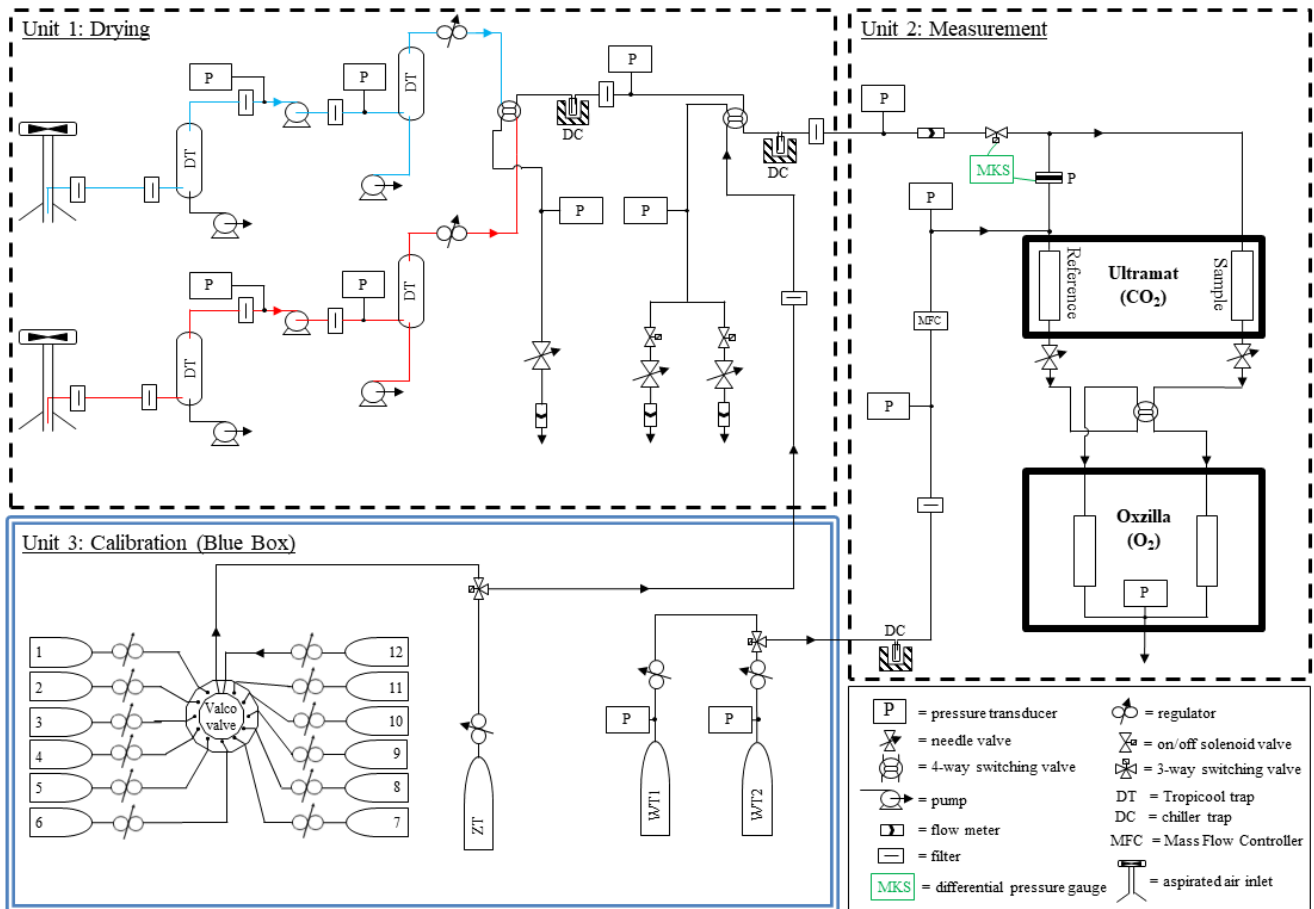 Unit 1: Drying
P
P
DT
DT
P
DC
DC
P
P
P
P
DT
DT
Unit 2: Measurement
P
MKS
P
P
Reference
Ultramat
(CO2)
Sample
MFC
P
Oxzilla
(O2)
P
DC
Unit 3: Calibration (Blue Box)
1
2
3
4
5
6
Valco
valve
12
11
10
9
8
7
ZT
P
P
WT1
WT2
P = pressure transducer
= needle valve
= 4-way switching valve
= pump
= flow meter
= filter
MKS = differential pressure gauge
= regulator
= on/off solenoid valve
= 3-way switching valve
DT = Tropicool trap
DC = chiller trap
MFC = Mass Flow Controller
= aspirated air inlet